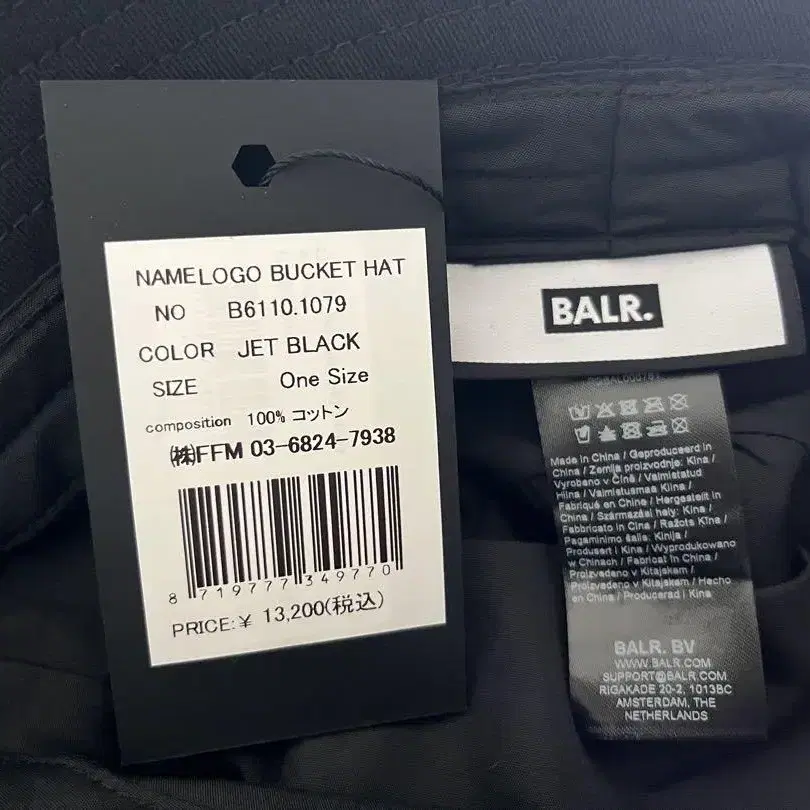 NAMELOGO BUCKET HAT
NO B6110.1079
COLOR JET BLACK
SIZE One Size
composition 100% コットン
㈱FFM 03-6824-7938
8 719777 349770
PRICE:¥ 13,200(税込)
BALR.
Made in China / Geproduceerd in
China / Zemlja proizvodnje: Kina /
Vyrobeno v Číně / Valmistatud
Hiina / Valmistusmaa Kiina /
Fabriqué en Chine / Hergestellt in
China / Származási hely: Kína /
Fabbricato in Cina / Ražots Ķīna /
Pagaminimo šalis: Kinija /
Produsert i Kina / Wyprodukowano
w Chinach / Fabricat în China /
Proizvedeno v Kitajskem /
Proizvedeno v Kitajskem / Hecho
en China / Producerad i Kina
BALR. BV
WWW.BALR.COM
SUPPORT@BALR.COM
RIGAKADE 20-2, 1013BC
AMSTERDAM, THE
NETHERLANDS